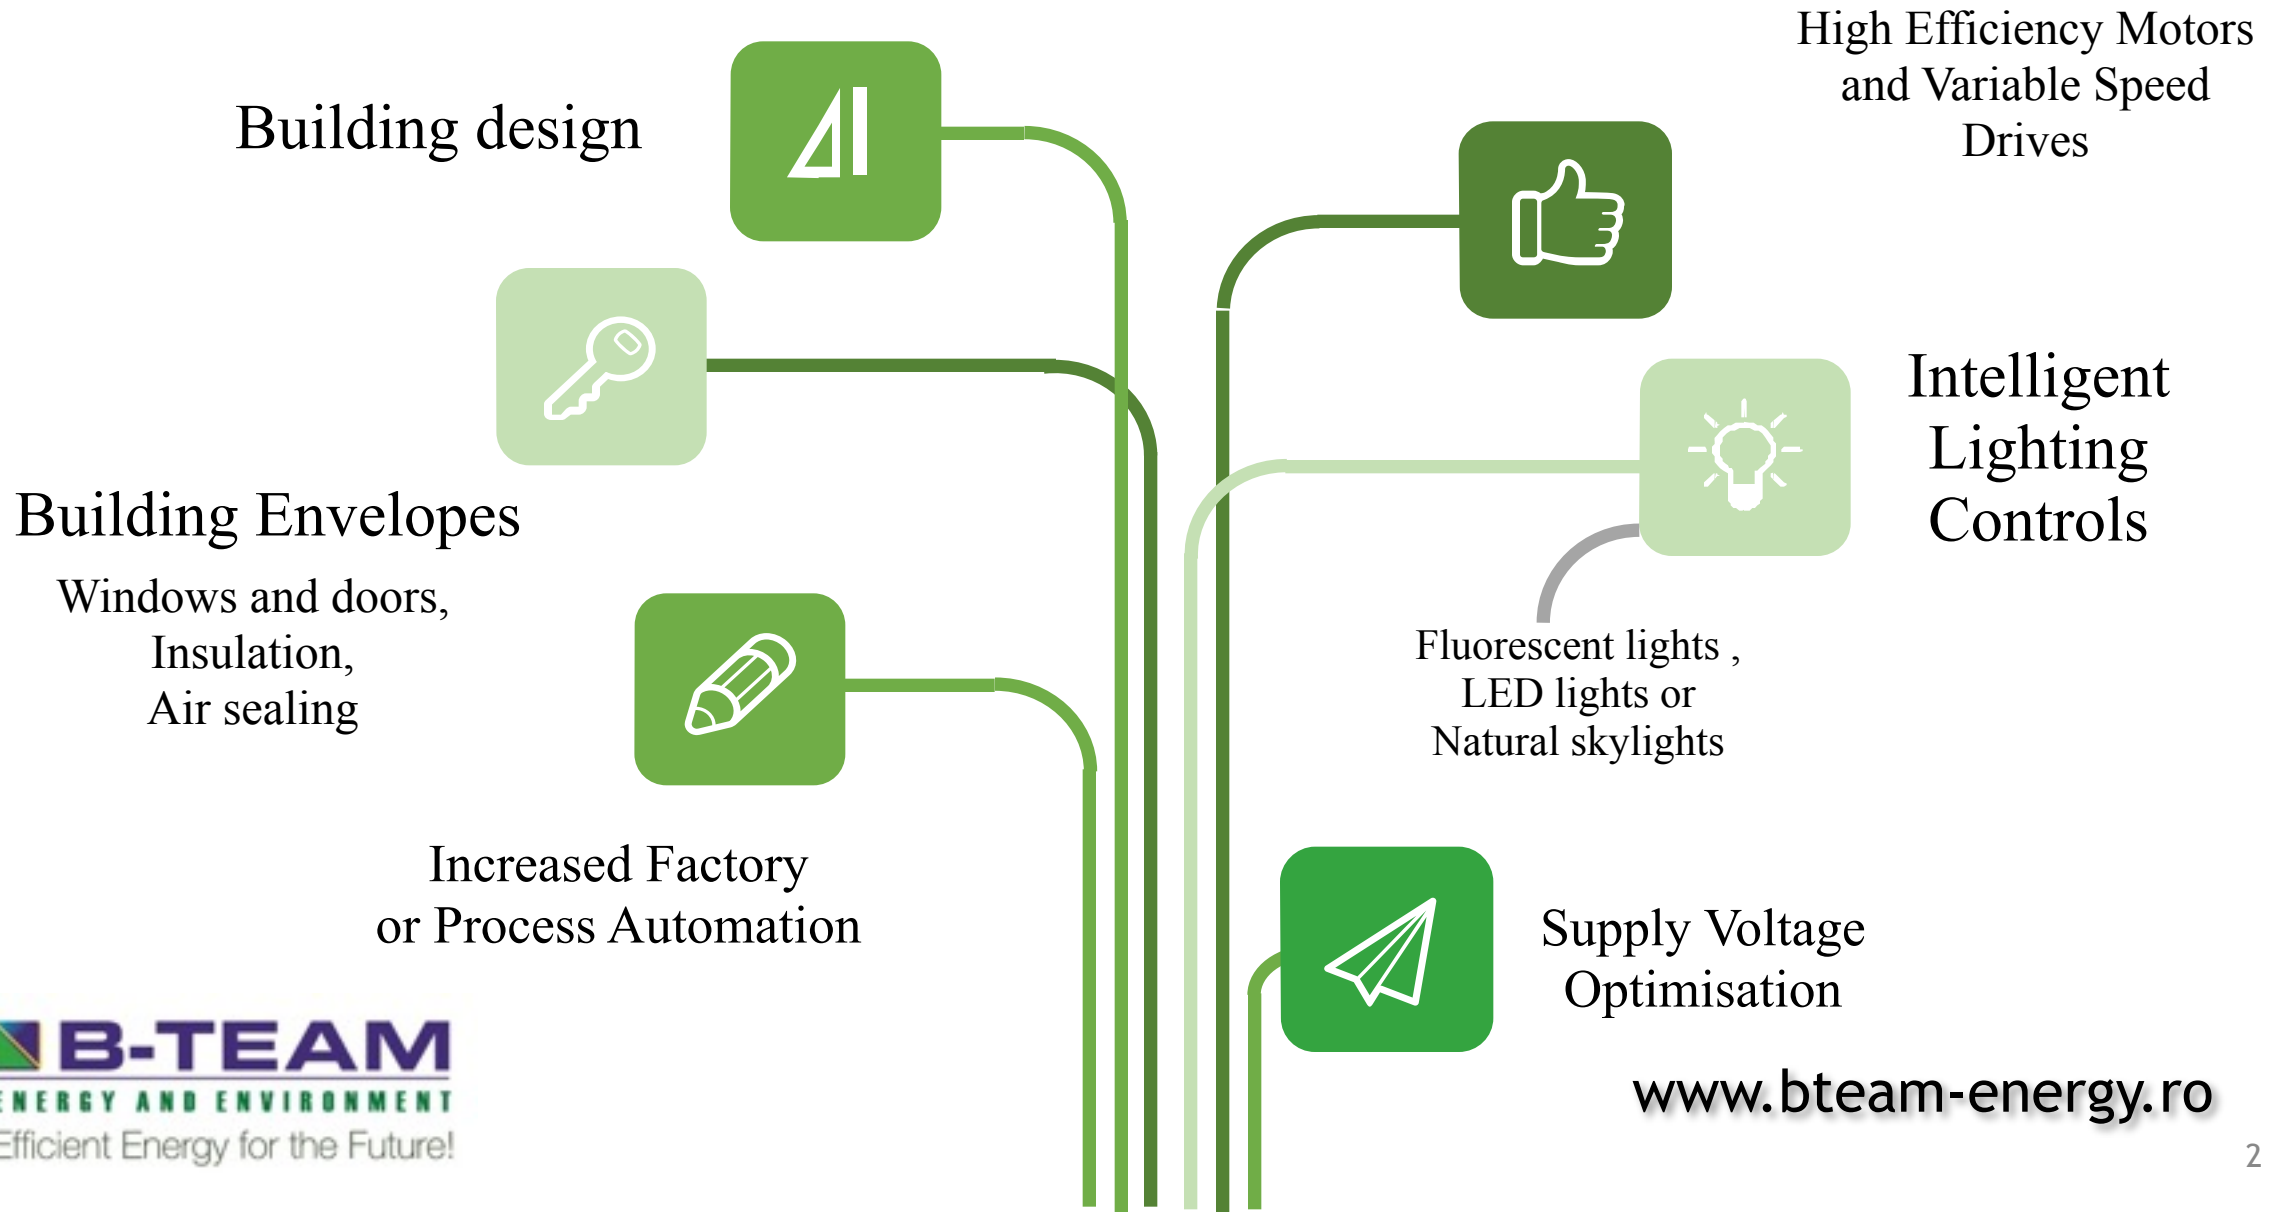 High Efficiency Motors
and Variable Speed
Drives
Building design
Intelligent
Lighting
Controls
Building Envelopes
Windows and doors,
Insulation,
Air sealing
Fluorescent lights ,
LED lights or
Natural skylights
Increased Factory
or Process Automation
Supply Voltage
Optimisation
B-TEAM
ENERGY AND ENVIRONMENT
Efficient Energy for the Future!
www.bteam-energy.ro
2